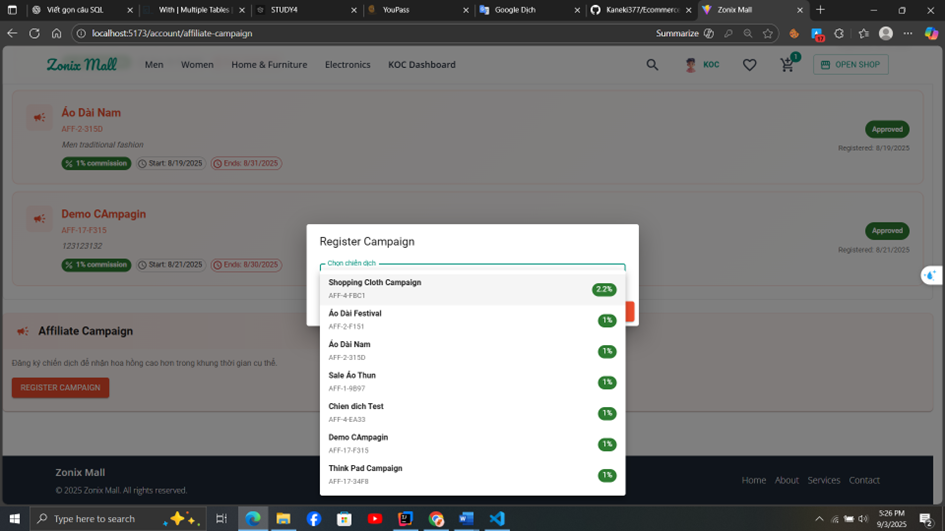 Viết gọn câu SQL
With | Multiple Tables |
STUDY4
YouPass
Google Dịch
Kaneki377/Ecommerc
Zonix Mall
localhost:5173/account/affiliate-campaign
Summarize
Zonix Mall
Men
Women
Home & Furniture
Electronics
KOC Dashboard
KOC
1
OPEN SHOP
Áo Dài Nam
AFF-2-315D
Men traditional fashion
1% commission
Start: 8/19/2025
Ends: 8/31/2025
Approved
Registered: 8/19/2025
Demo CAmpagin
AFF-17-F315
123123132
1% commission
Start: 8/21/2025
Ends: 8/30/2025
Approved
Registered: 8/21/2025
Register Campaign
Chọn chiến dịch
Shopping Cloth Campaign
AFF-4-FBC1
2.2%
Áo Dài Festival
AFF-2-F151
1%
Áo Dài Nam
AFF-2-315D
1%
Sale Áo Thun
AFF-1-9B97
1%
Chien dich Test
AFF-4-EA33
1%
Demo CAmpagin
AFF-17-F315
1%
Think Pad Campaign
AFF-17-34F8
1%
Affiliate Campaign
Đăng ký chiến dịch để nhận hoa hồng cao hơn trong khung thời gian cụ thể.
REGISTER CAMPAIGN
Zonix Mall
© 2025 Zonix Mall. All rights reserved.
Home
About
Services
Contact
Type here to search
5:26 PM
9/3/2025